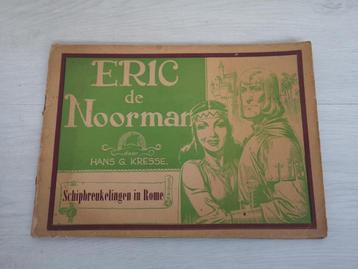 ERIC
de
Noorman
door
HANS G. KRESSE.
Schipbreukelingen in Rome